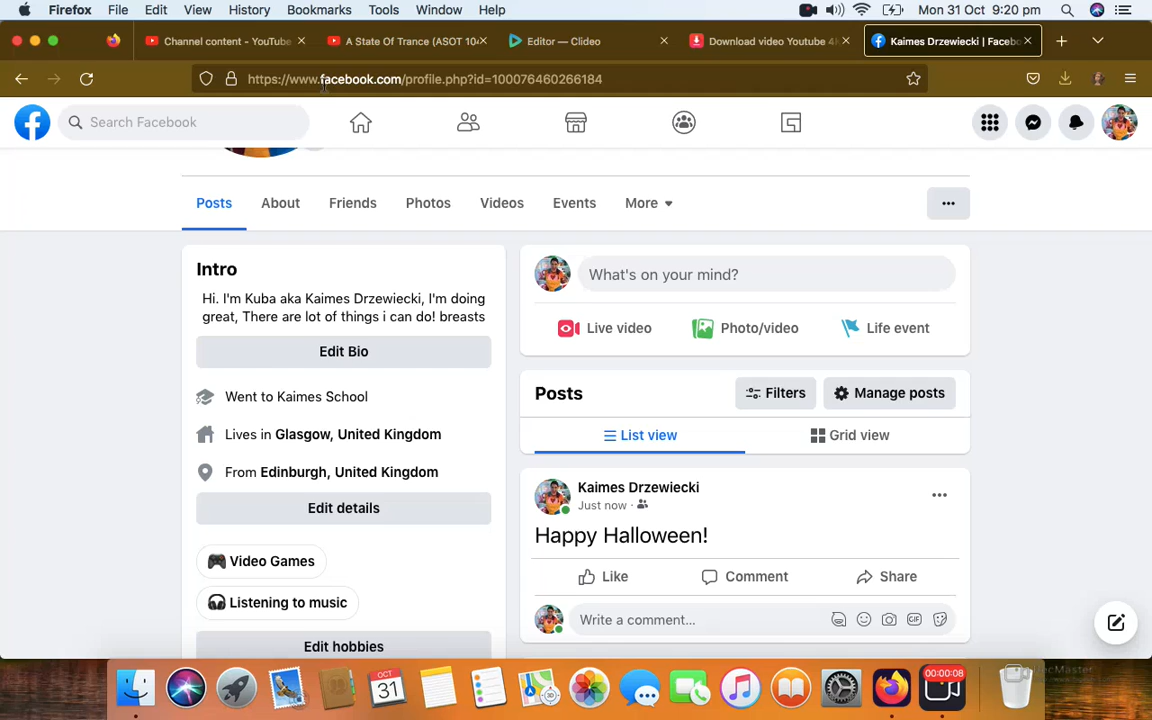 Firefox File Edit View History Bookmarks Tools Window Help Mon 31 Oct 9:20 pm
Channel content - YouTube A State Of Trance (ASOT 104 Editor — Clideo Download video Youtube 4K Kaimes Drzewiecki | Facebo
https://www.facebook.com/profile.php?id=100076460266184
Search Facebook
Posts About Friends Photos Videos Events More ...
Intro
Hi. I'm Kuba aka Kaimes Drzewiecki, I'm doing
great, There are lot of things i can do! breasts
Edit Bio
Went to Kaimes School
Lives in Glasgow, United Kingdom
From Edinburgh, United Kingdom
Edit details
Video Games
Listening to music
Edit hobbies
What's on your mind?
Live video Photo/video Life event
Posts Filters Manage posts
List view Grid view
Kaimes Drzewiecki
Just now ·
Happy Halloween!
Like Comment Share
Write a comment...
GIF
OCT
31
00:00:08